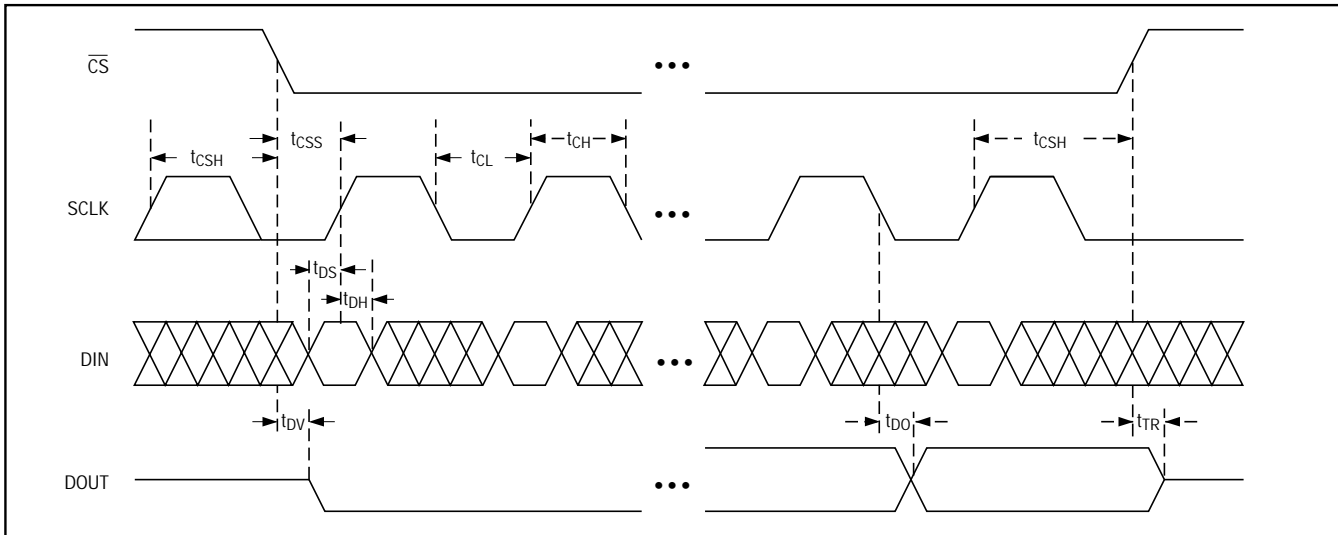 CS
•••
tCSS
tCH
tCSH
tCSH
tCL
SCLK
•••
tDS
tDH
DIN
•••
tDV
tDO
tTR
DOUT
•••